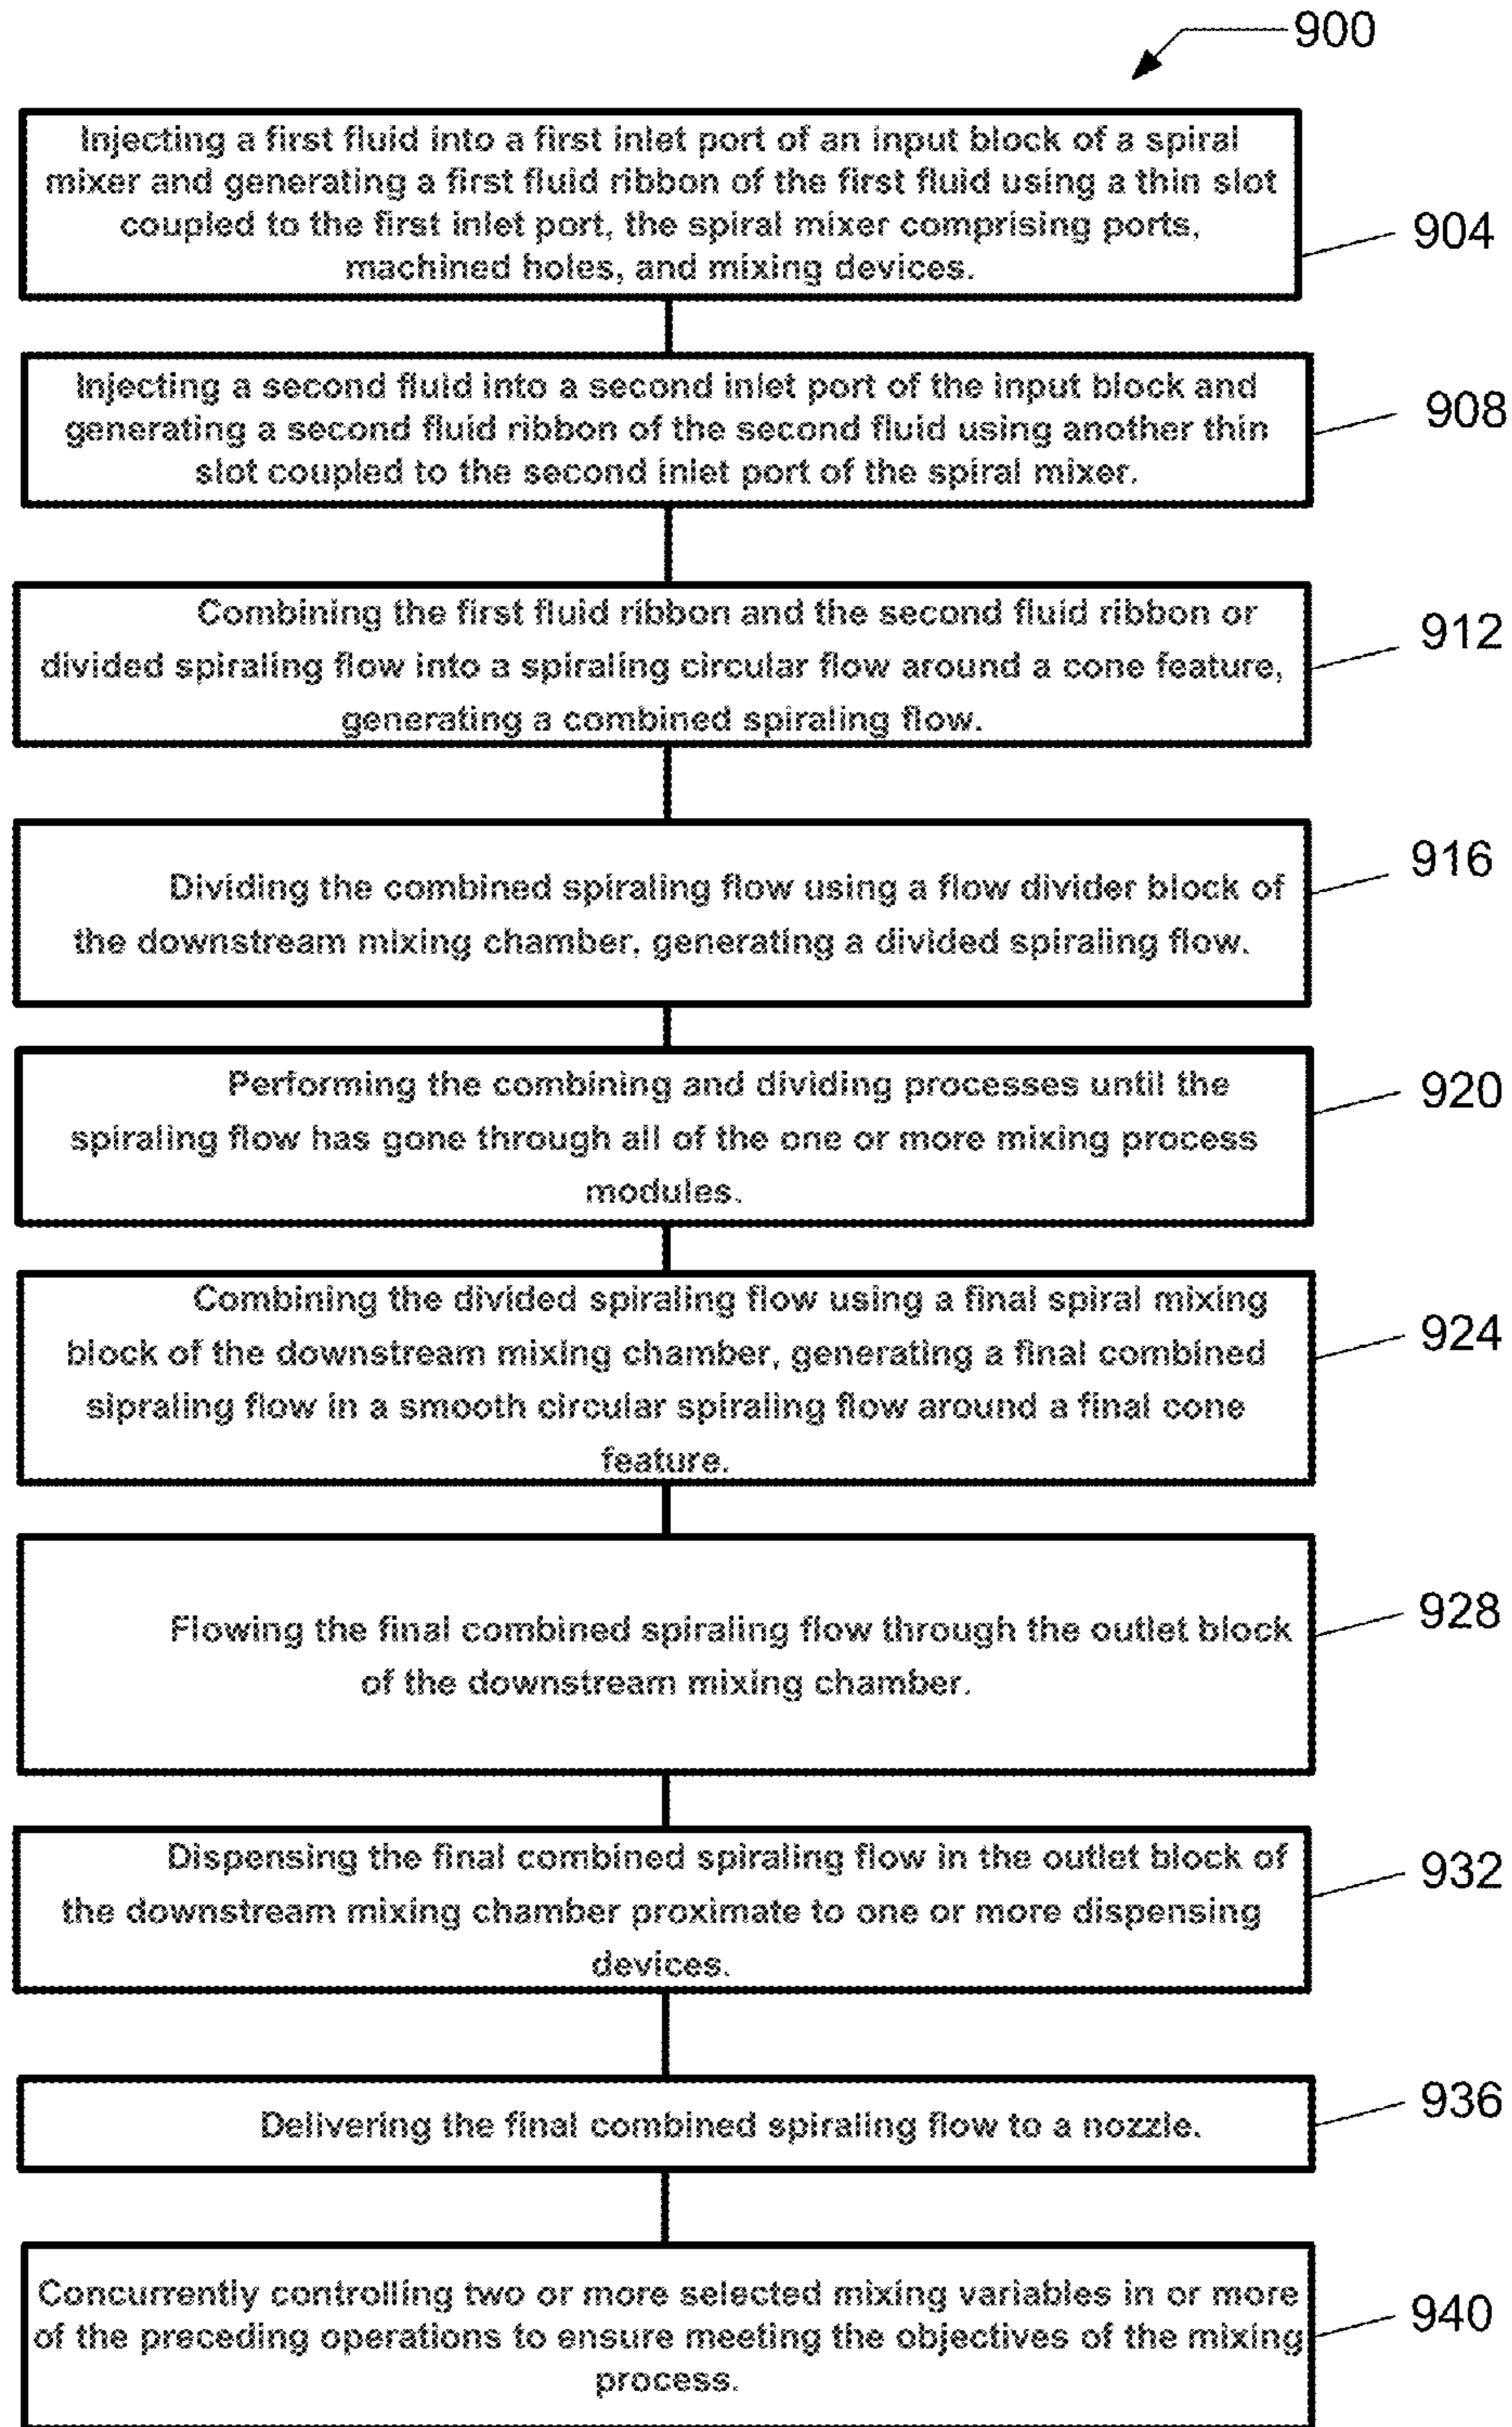 900
Injecting a first fluid into a first inlet port of an input block of a spiral
mixer and generating a first fluid ribbon of the first fluid using a thin slot
coupled to the first inlet port, the spiral mixer comprising ports,
machined holes, and mixing devices.
904
Injecting a second fluid into a second inlet port of the input block and
generating a second fluid ribbon of the second fluid using another thin
slot coupled to the second inlet port of the spiral mixer.
908
Combining the first fluid ribbon and the second fluid ribbon or
divided spiraling flow into a spiraling circular flow around a cone feature,
generating a combined spiraling flow.
912
Dividing the combined spiraling flow using a flow divider block of
the downstream mixing chamber, generating a divided spiraling flow.
916
Performing the combining and dividing processes until the
spiraling flow has gone through all of the one or more mixing process
modules.
920
Combining the divided spiraling flow using a final spiral mixing
block of the downstream mixing chamber, generating a final combined
sipraling flow in a smooth circular spiraling flow around a final cone
feature.
924
Flowing the final combined spiraling flow through the outlet block
of the downstream mixing chamber.
928
Dispensing the final combined spiraling flow in the outlet block of
the downstream mixing chamber proximate to one or more dispensing
devices.
932
Delivering the final combined spiraling flow to a nozzle.
936
Concurrently controlling two or more selected mixing variables in or more
of the preceding operations to ensure meeting the objectives of the mixing
process.
940